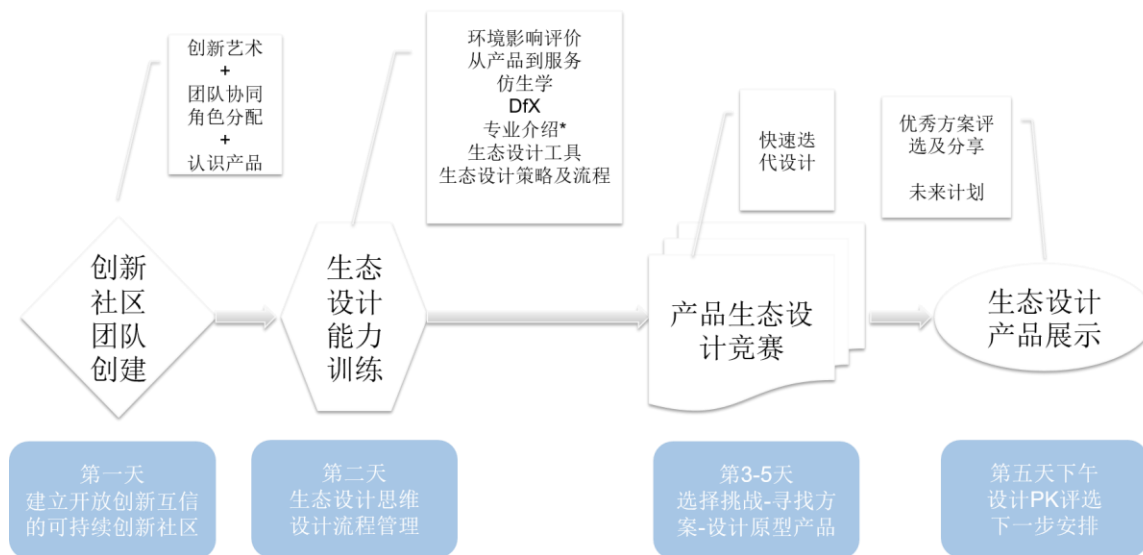 创新艺术
+
团队协同
角色分配
+
认识产品
环境影响评价
从产品到服务
仿生学
DfX
专业介绍*
生态设计工具
生态设计策略及流程
快速迭
代设计
优秀方案评
选及分享
未来计划
创新
社区
团队
创建
生态
设计
能力
训练
产品生态设
计竞赛
生态设计
产品展示
第一天
建立开放创新互信
的可持续创新社区
第二天
生态设计思维
设计流程管理
第3-5天
选择挑战-寻找方
案-设计原型产品
第五天下午
设计PK评选
下一步安排